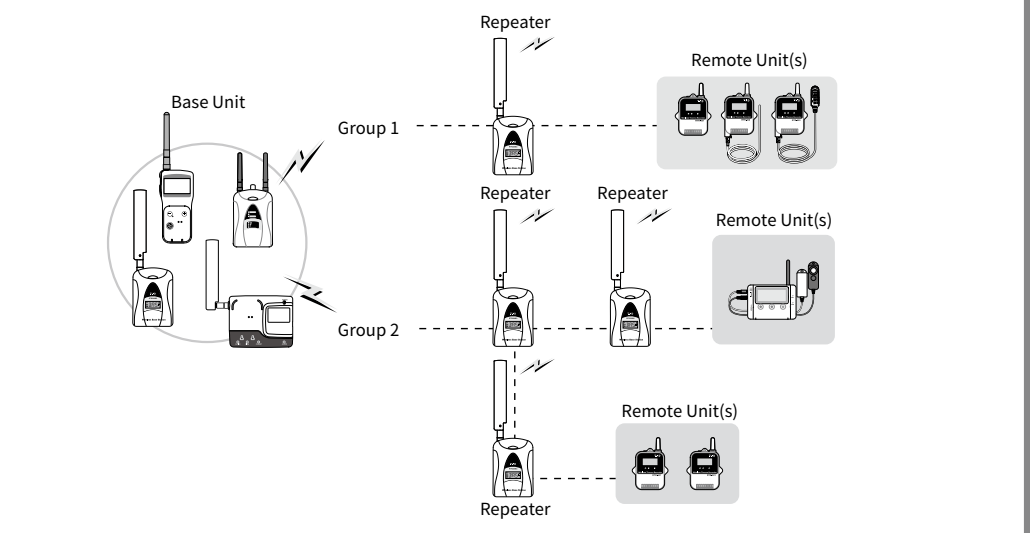 Repeater
Remote Unit(s)
Base Unit
Group 1
Repeater
Repeater
Remote Unit(s)
Group 2
Remote Unit(s)
Repeater